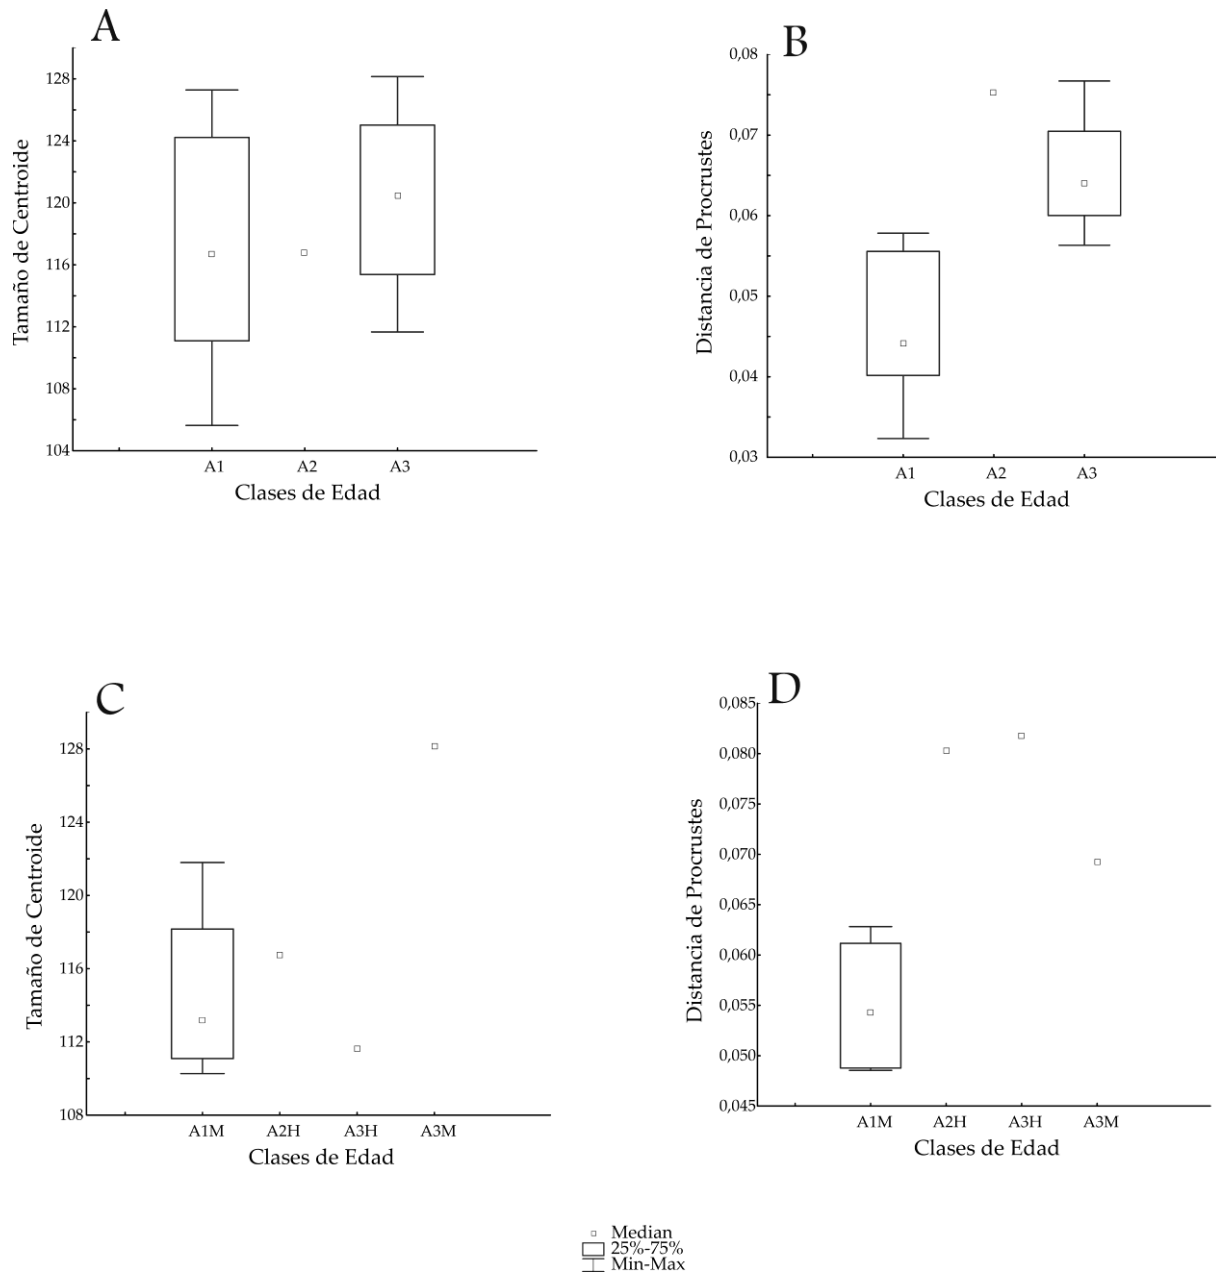 A
Tamaño de Centroide
128
124
120
116
112
108
104
A1 A2 A3
Clases de Edad
B
Distancia de Procrustes
0,08
0,07
0,06
0,05
0,04
0,03
A1 A2 A3
Clases de Edad
C
Tamaño de Centroide
128
124
120
116
112
108
A1M A2H A3H A3M
Clases de Edad
D
Distancia de Procrustes
0,085
0,080
0,075
0,070
0,065
0,060
0,055
0,050
0,045
A1M A2H A3H A3M
Clases de Edad
Median
25%-75%
Min-Max